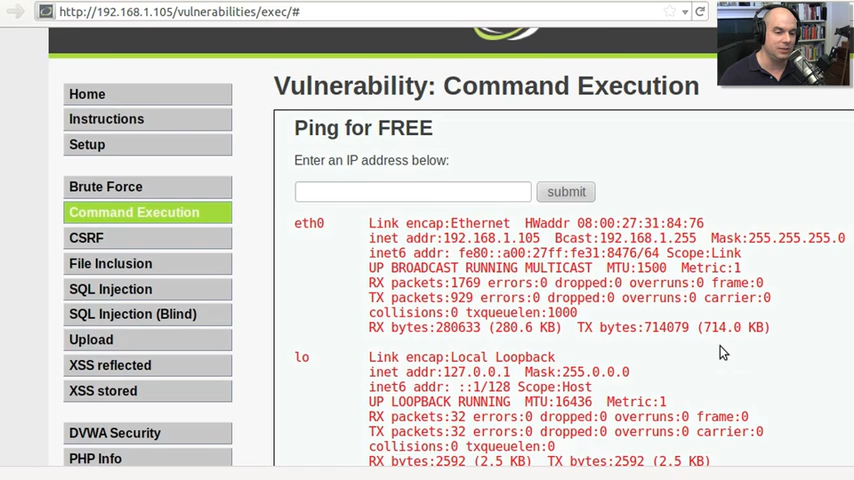 http://192.168.1.105/vulnerabilities/exec/#
Home
Instructions
Setup
Brute Force
Command Execution
CSRF
File Inclusion
SQL Injection
SQL Injection (Blind)
Upload
XSS reflected
XSS stored
DVWA Security
PHP Info
Vulnerability: Command Execution
Ping for FREE
Enter an IP address below:
submit
eth0 Link encap:Ethernet HWaddr 08:00:27:31:84:76
inet addr:192.168.1.105 Bcast:192.168.1.255 Mask:255.255.255.0
inet6 addr: fe80::a00:27ff:fe31:8476/64 Scope:Link
UP BROADCAST RUNNING MULTICAST MTU:1500 Metric:1
RX packets:1769 errors:0 dropped:0 overruns:0 frame:0
TX packets:929 errors:0 dropped:0 overruns:0 carrier:0
collisions:0 txqueuelen:1000
RX bytes:280633 (280.6 KB) TX bytes:714079 (714.0 KB)
lo Link encap:Local Loopback
inet addr:127.0.0.1 Mask:255.0.0.0
inet6 addr: ::1/128 Scope:Host
UP LOOPBACK RUNNING MTU:16436 Metric:1
RX packets:32 errors:0 dropped:0 overruns:0 frame:0
TX packets:32 errors:0 dropped:0 overruns:0 carrier:0
collisions:0 txqueuelen:0
RX bytes:2592 (2.5 KB) TX bytes:2592 (2.5 KB)